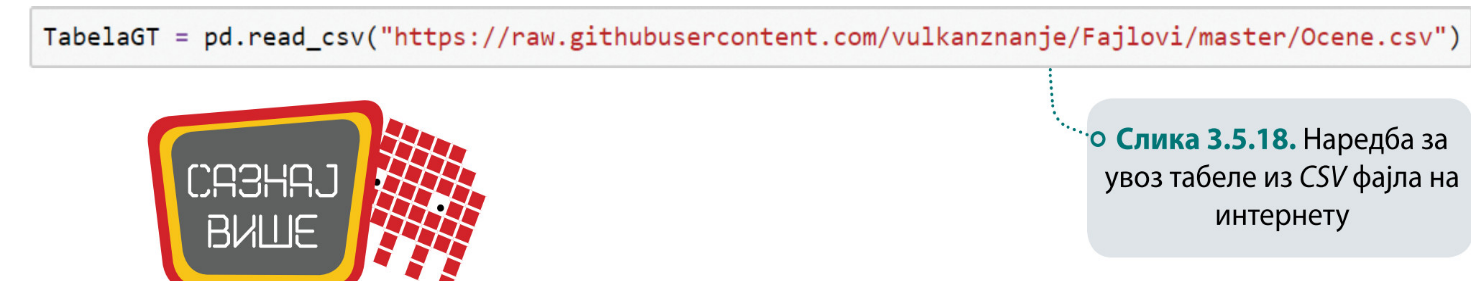 TabelaGT = pd.read_csv("https://raw.githubusercontent.com/vulkanznanje/Fajlovi/master/Ocene.csv")
Слика 3.5.18. Наредба за
увоз табеле из CSV фајла на
интернету
САЗНАЈ
ВИШЕ